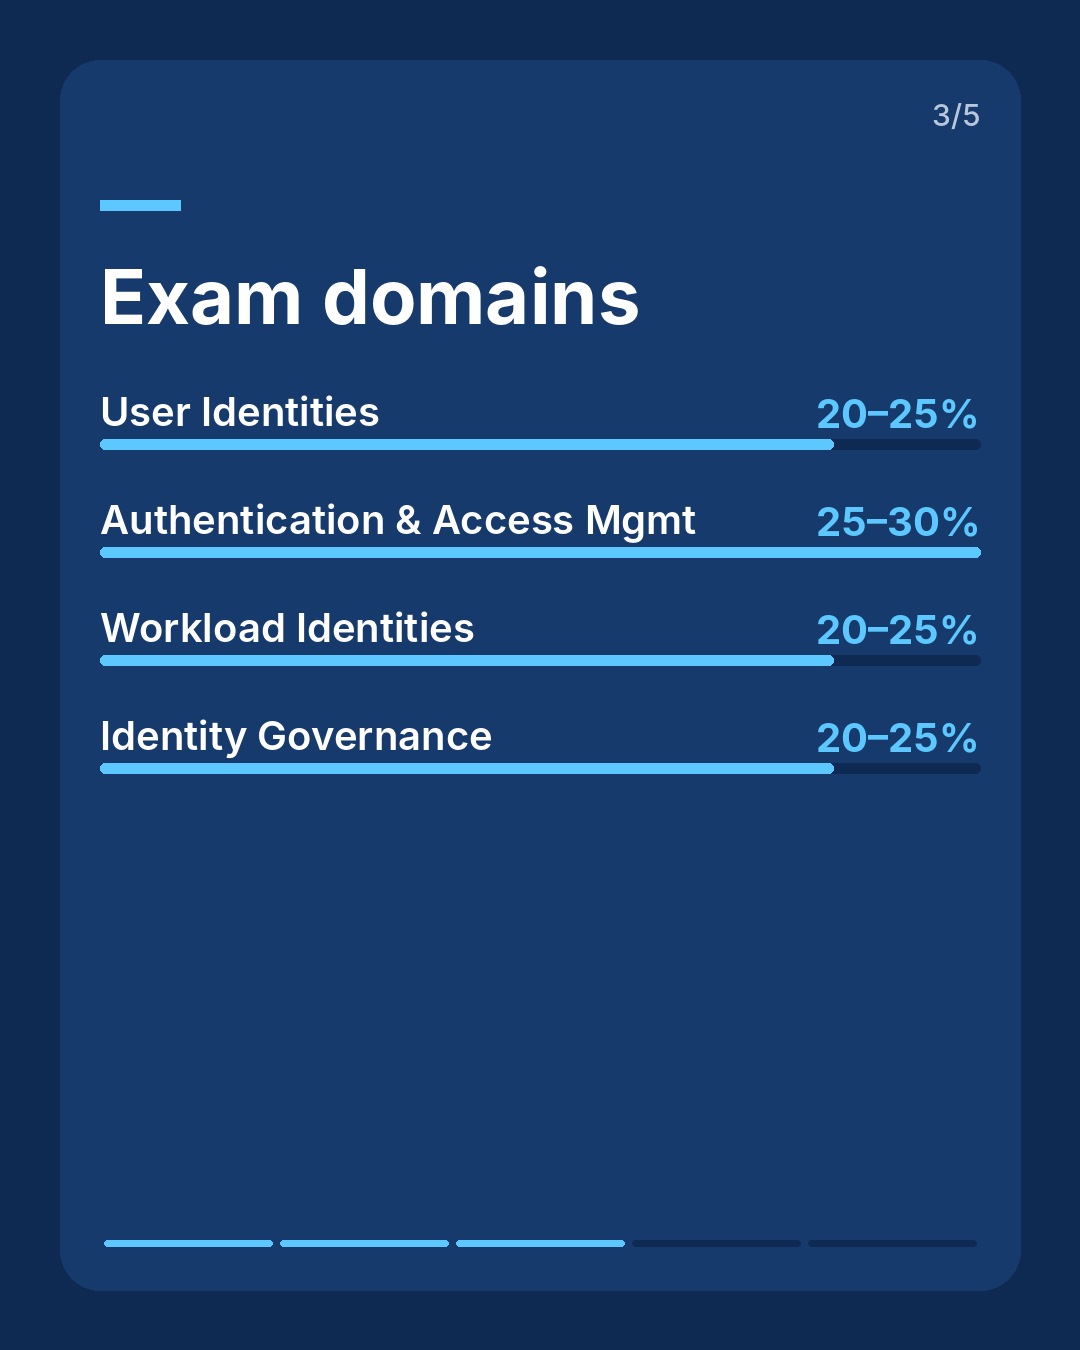 3/5
Exam domains
User Identities 20–25%
Authentication & Access Mgmt 25–30%
Workload Identities 20–25%
Identity Governance 20–25%